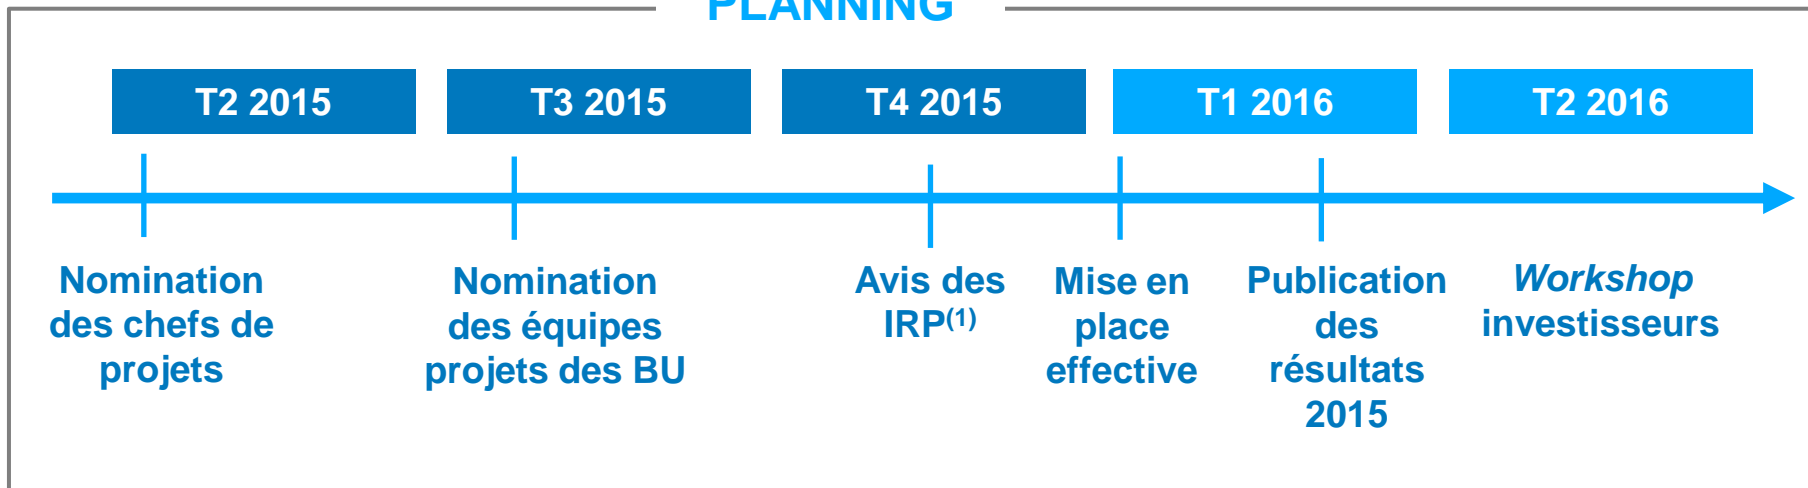 PLANNING
T2 2015
T3 2015
T4 2015
T1 2016
T2 2016
Nomination
des chefs de
projets
Nomination
des équipes
projets des BU
Avis des
IRP(1)
Mise en
place
effective
Publication
des
résultats
2015
Workshop
investisseurs